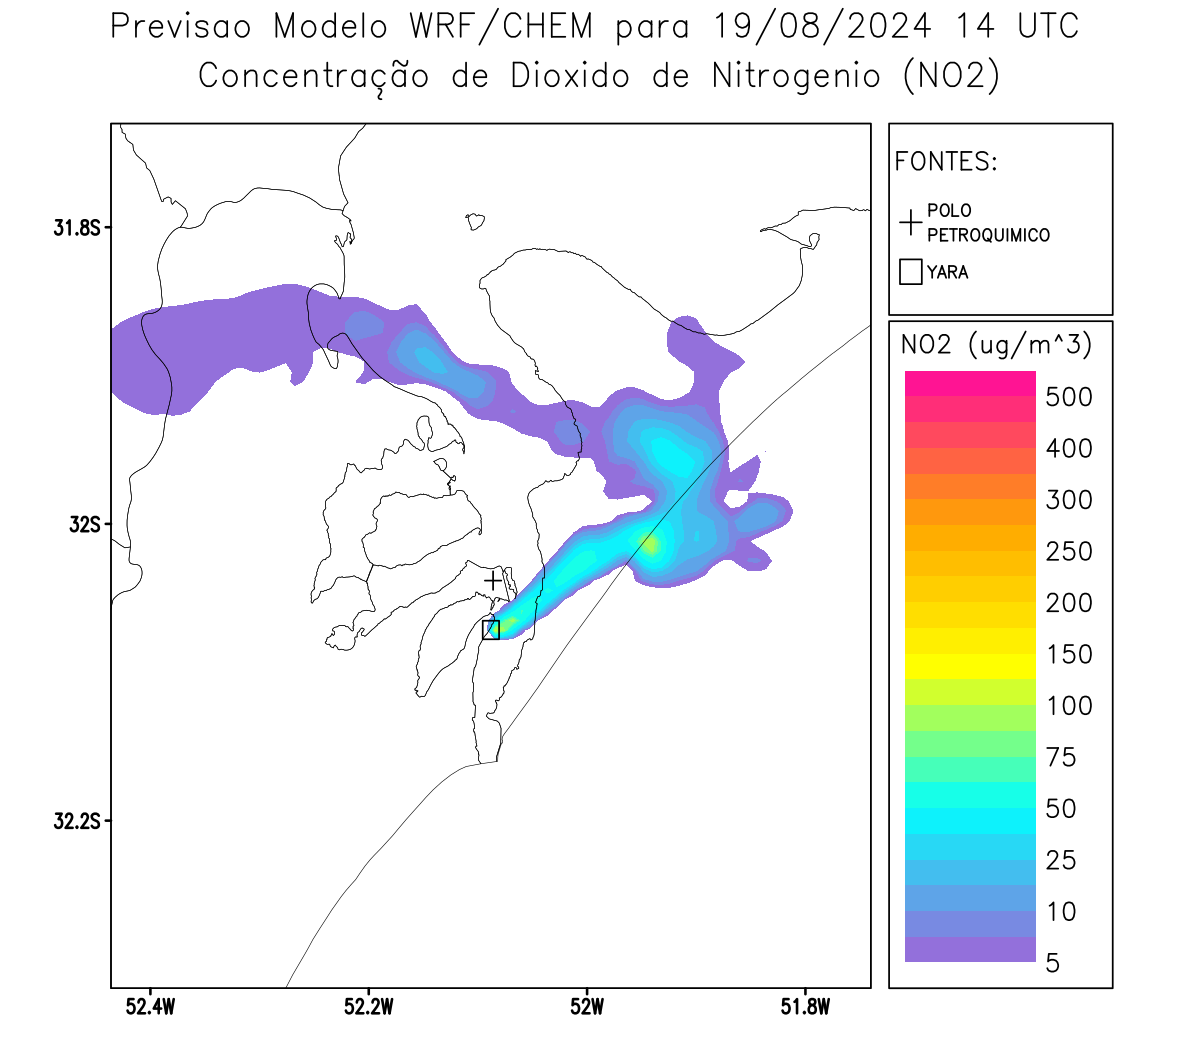 Previsao Modelo WRF/CHEM para 19/08/2024 14 UTC
Concentração de Dioxido de Nitrogenio (NO2)
FONTES:
POLO
PETROQUIMICO
YARA
NO2 (ug/m^3)
500
400
300
250
200
150
100
75
50
25
10
5
31.8S
32S
32.2S
52.4W
52.2W
52W
51.8W